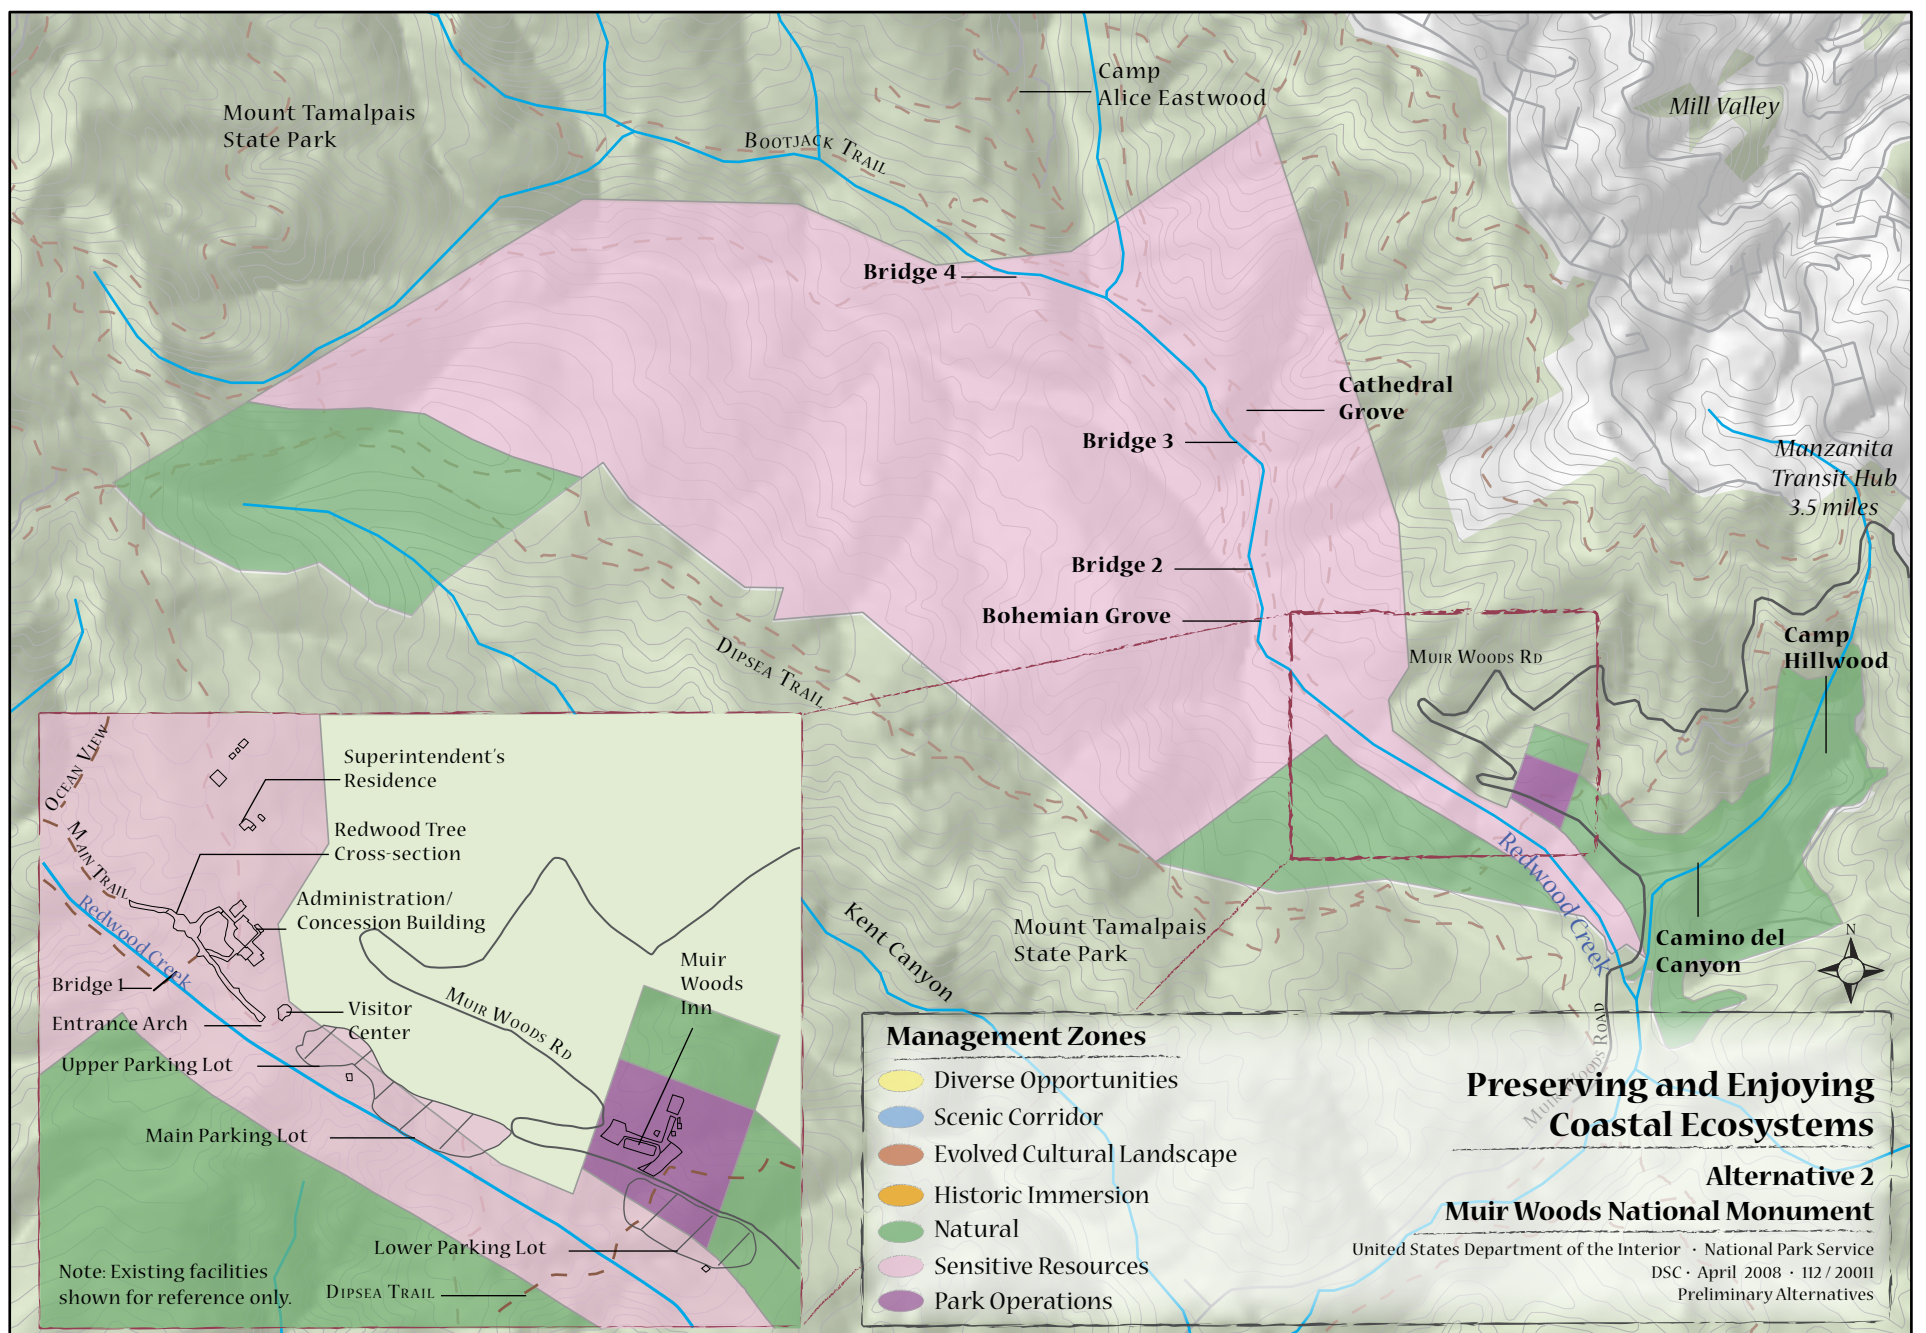 Mount Tamalpais
State Park
Camp
Alice Eastwood
Mill Valley
Bootjack Trail
Bridge 4
Cathedral
Grove
Bridge 3
Manzanita
Transit Hub
3.5 miles
Bridge 2
Bohemian Grove
Camp
Hillwood
Muir Woods Rd
Dipsea Trail
Redwood Creek
Kent Canyon
Mount Tamalpais
State Park
Camino del
Canyon
N
Muir Woods Road
Muir Woods Road
Ocean View
Superintendent's
Residence
Main Trail
Redwood Tree
Cross-section
Administration/
Concession Building
Redwood Creek
Bridge 1
Muir
Woods
Inn
Muir Woods Rd
Visitor
Center
Entrance Arch
Upper Parking Lot
Main Parking Lot
Lower Parking Lot
Dipsea Trail
Note: Existing facilities
shown for reference only.
Management Zones
Diverse Opportunities
Scenic Corridor
Evolved Cultural Landscape
Historic Immersion
Natural
Sensitive Resources
Park Operations
Preserving and Enjoying
Coastal Ecosystems
Alternative 2
Muir Woods National Monument
United States Department of the Interior · National Park Service
DSC · April 2008 · 112 / 20011
Preliminary Alternatives